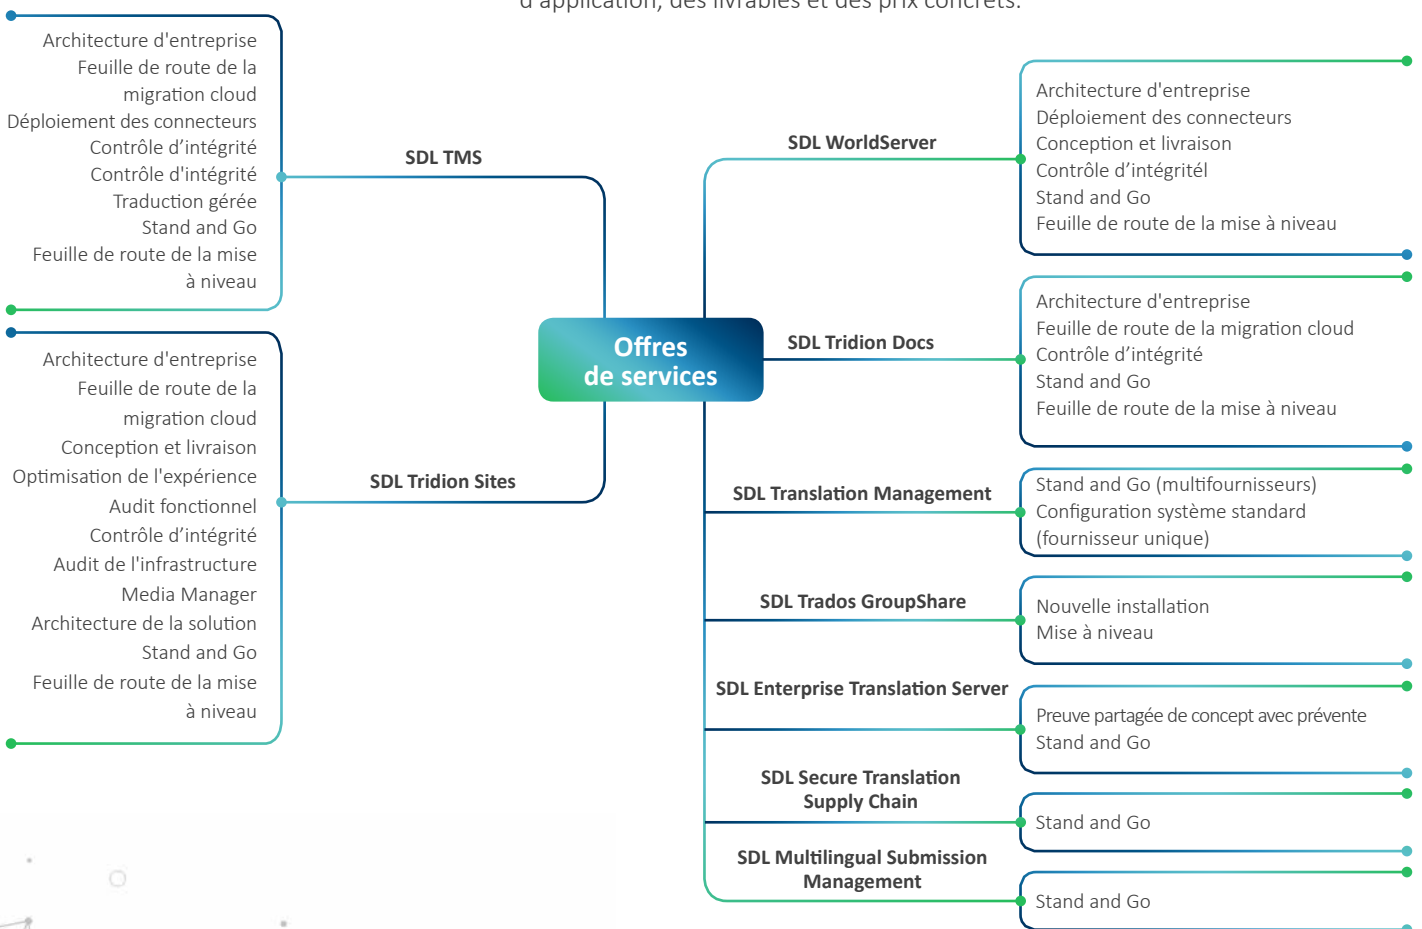 d'application, des livrables et des prix concrets.
Architecture d'entreprise
Feuille de route de la
migration cloud
Déploiement des connecteurs
Contrôle d’intégrité
Contrôle d'intégrité
Traduction gérée
Stand and Go
Feuille de route de la mise
à niveau
SDL TMS
Architecture d'entreprise
Feuille de route de la
migration cloud
Conception et livraison
Optimisation de l'expérience
Audit fonctionnel
Contrôle d’intégrité
Audit de l'infrastructure
Media Manager
Architecture de la solution
Stand and Go
Feuille de route de la mise
à niveau
SDL Tridion Sites
Offres
de services
SDL WorldServer
Architecture d'entreprise
Déploiement des connecteurs
Conception et livraison
Contrôle d’intégritél
Stand and Go
Feuille de route de la mise à niveau
SDL Tridion Docs
Architecture d'entreprise
Feuille de route de la migration cloud
Contrôle d’intégrité
Stand and Go
Feuille de route de la mise à niveau
SDL Translation Management
Stand and Go (multifournisseurs)
Configuration système standard
(fournisseur unique)
SDL Trados GroupShare
Nouvelle installation
Mise à niveau
SDL Enterprise Translation Server
Preuve partagée de concept avec prévente
Stand and Go
SDL Secure Translation
Supply Chain
Stand and Go
SDL Multilingual Submission
Management
Stand and Go